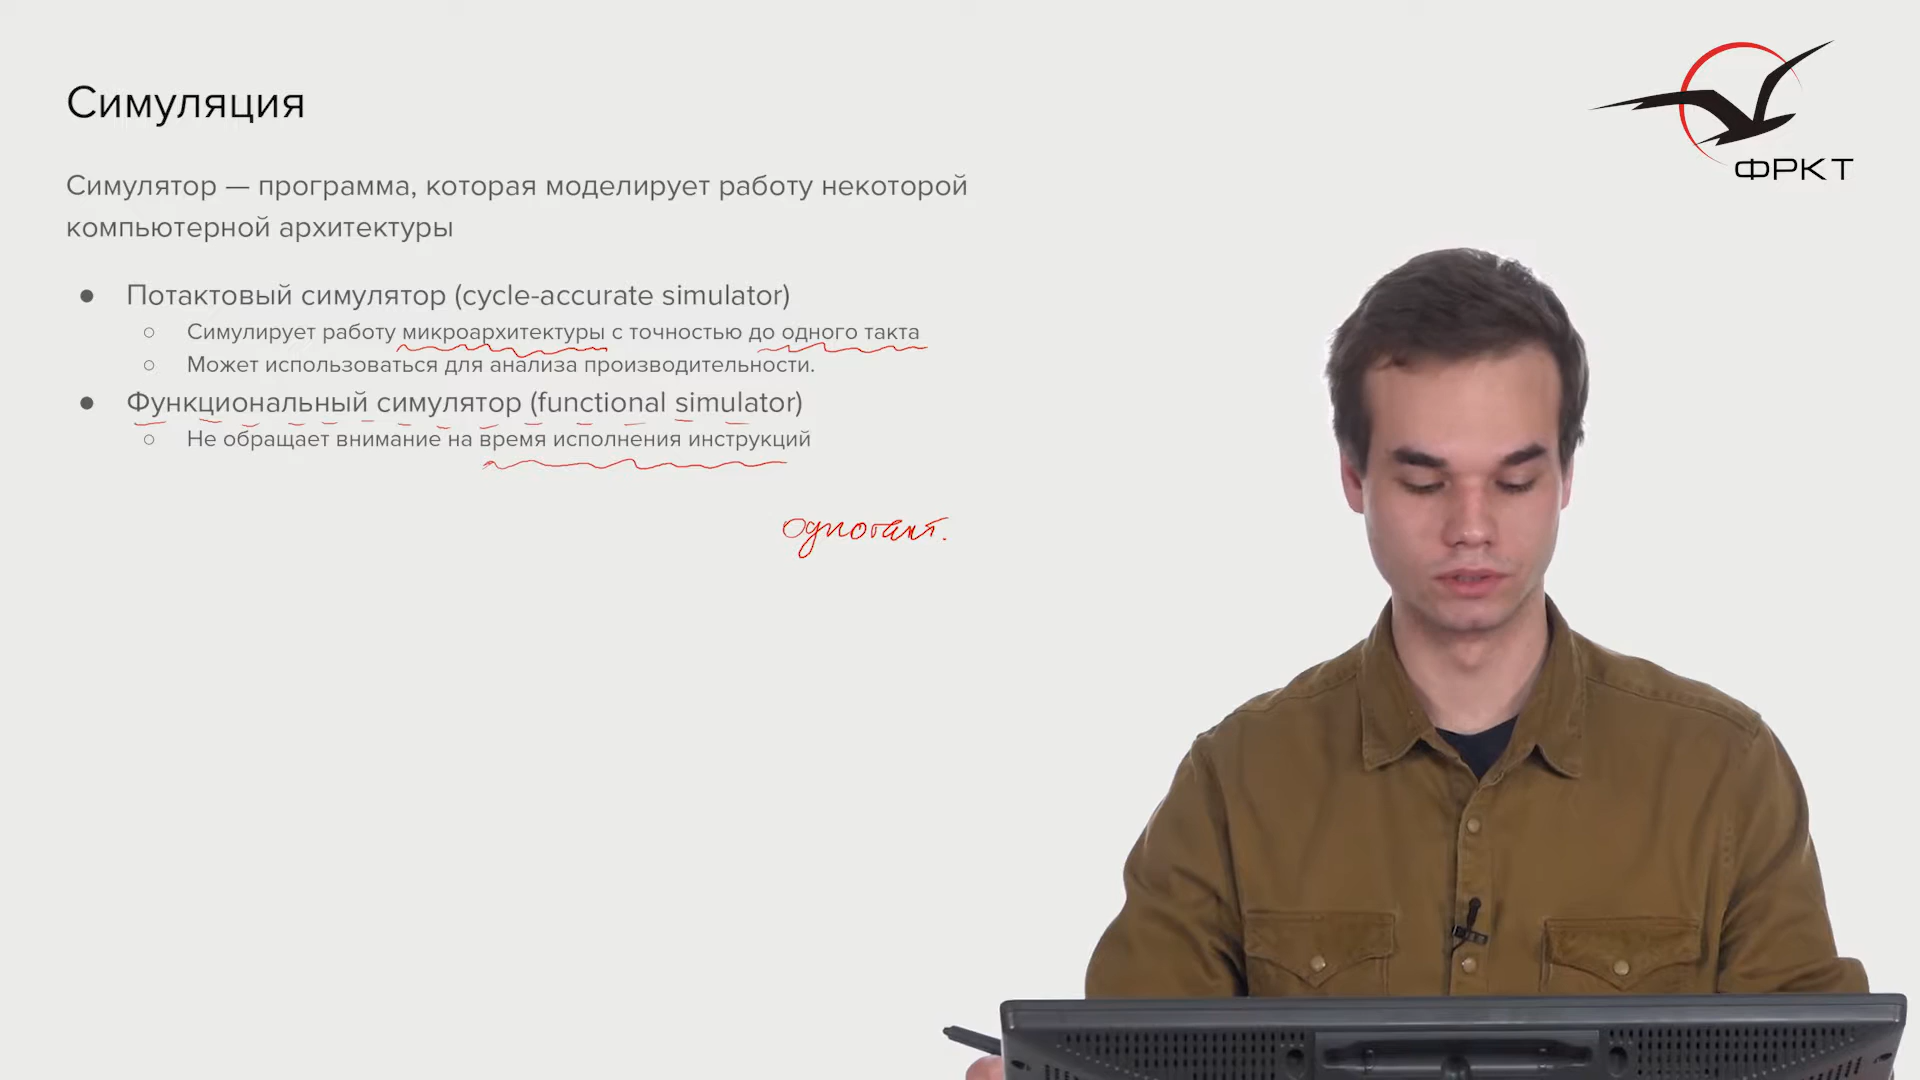 Симуляция
ФРКТ
Симулятор — программа, которая моделирует работу некоторой
компьютерной архитектуры
● Потактовый симулятор (cycle-accurate simulator)
○ Симулирует работу микроархитектуры с точностью до одного такта
○ Может использоваться для анализа производительности.
● Функциональный симулятор (functional simulator)
○ Не обращает внимание на время исполнения инструкций
однотакт.